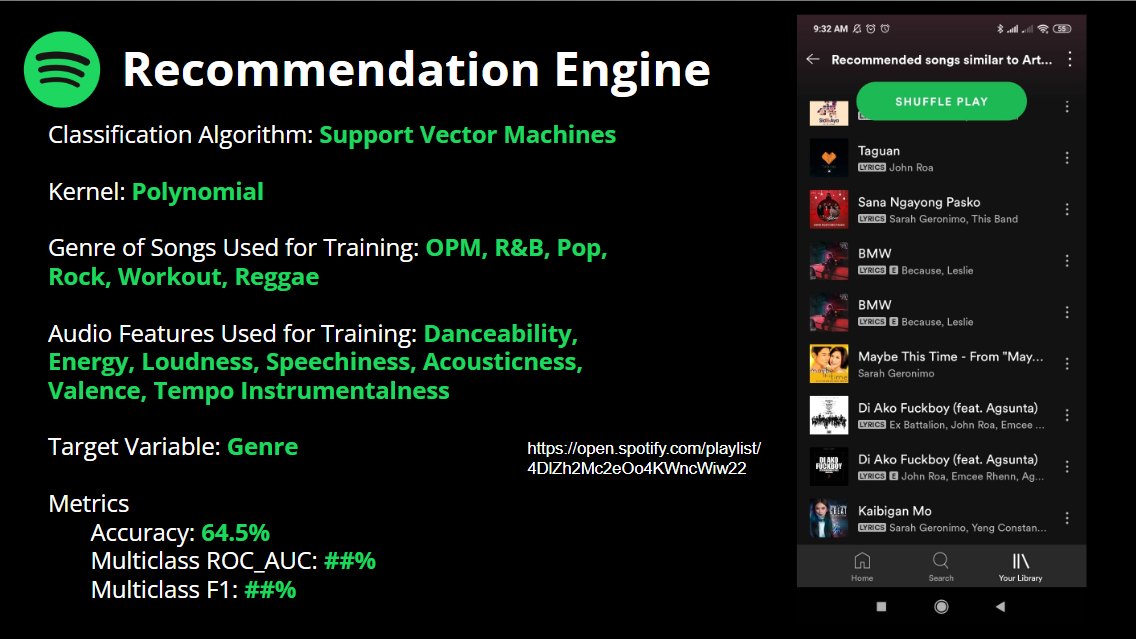 Recommendation Engine
Classification Algorithm: Support Vector Machines
Kernel: Polynomial
Genre of Songs Used for Training: OPM, R&B, Pop,
Rock, Workout, Reggae
Audio Features Used for Training: Danceability,
Energy, Loudness, Speechiness, Acousticness,
Valence, Tempo Instrumentalness
Target Variable: Genre
https://open.spotify.com/playlist/
4DlZh2Mc2eOo4KWncWiw22
Metrics
Accuracy: 64.5%
Multiclass ROC_AUC: ##%
Multiclass F1: ##%
9:32 AM
55
Recommended songs similar to Art...
SHUFFLE PLAY
Taguan
LYRICS John Roa
Sana Ngayong Pasko
LYRICS Sarah Geronimo, This Band
BMW
LYRICS E Because, Leslie
BMW
LYRICS E Because, Leslie
Maybe This Time - From "May...
Sarah Geronimo
Di Ako Fuckboy (feat. Agsunta)
LYRICS Ex Battalion, John Roa, Emcee ...
Di Ako Fuckboy (feat. Agsunta)
LYRICS E John Roa, Emcee Rhenn, Ag...
Kaibigan Mo
LYRICS Sarah Geronimo, Yeng Constan...
Home
Search
Your Library